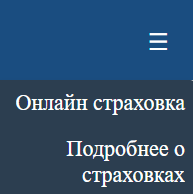 Онлайн страховка
Подробнее о
страховках